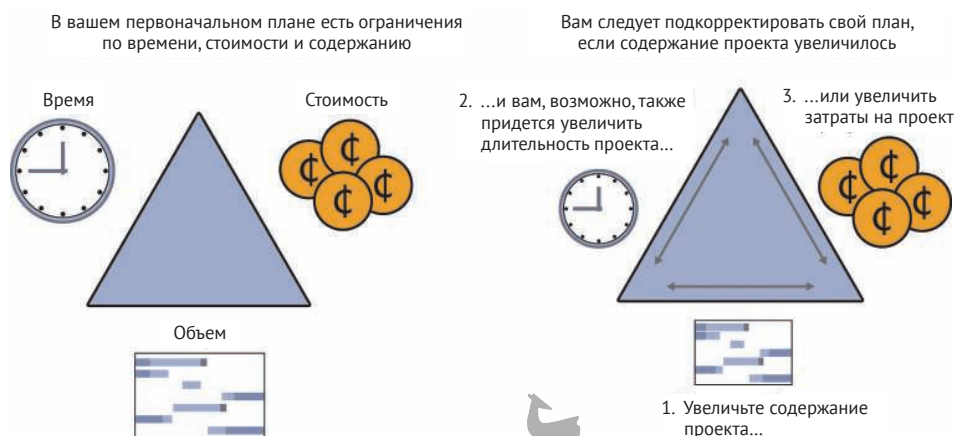 В вашем первоначальном плане есть ограничения
по времени, стоимости и содержанию
Время
Стоимость
Объем
Вам следует подкорректировать свой план,
если содержание проекта увеличилось
2. ...и вам, возможно, также
придется увеличить
длительность проекта...
3. ...или увеличить
затраты на проект
1. Увеличьте содержание
проекта...